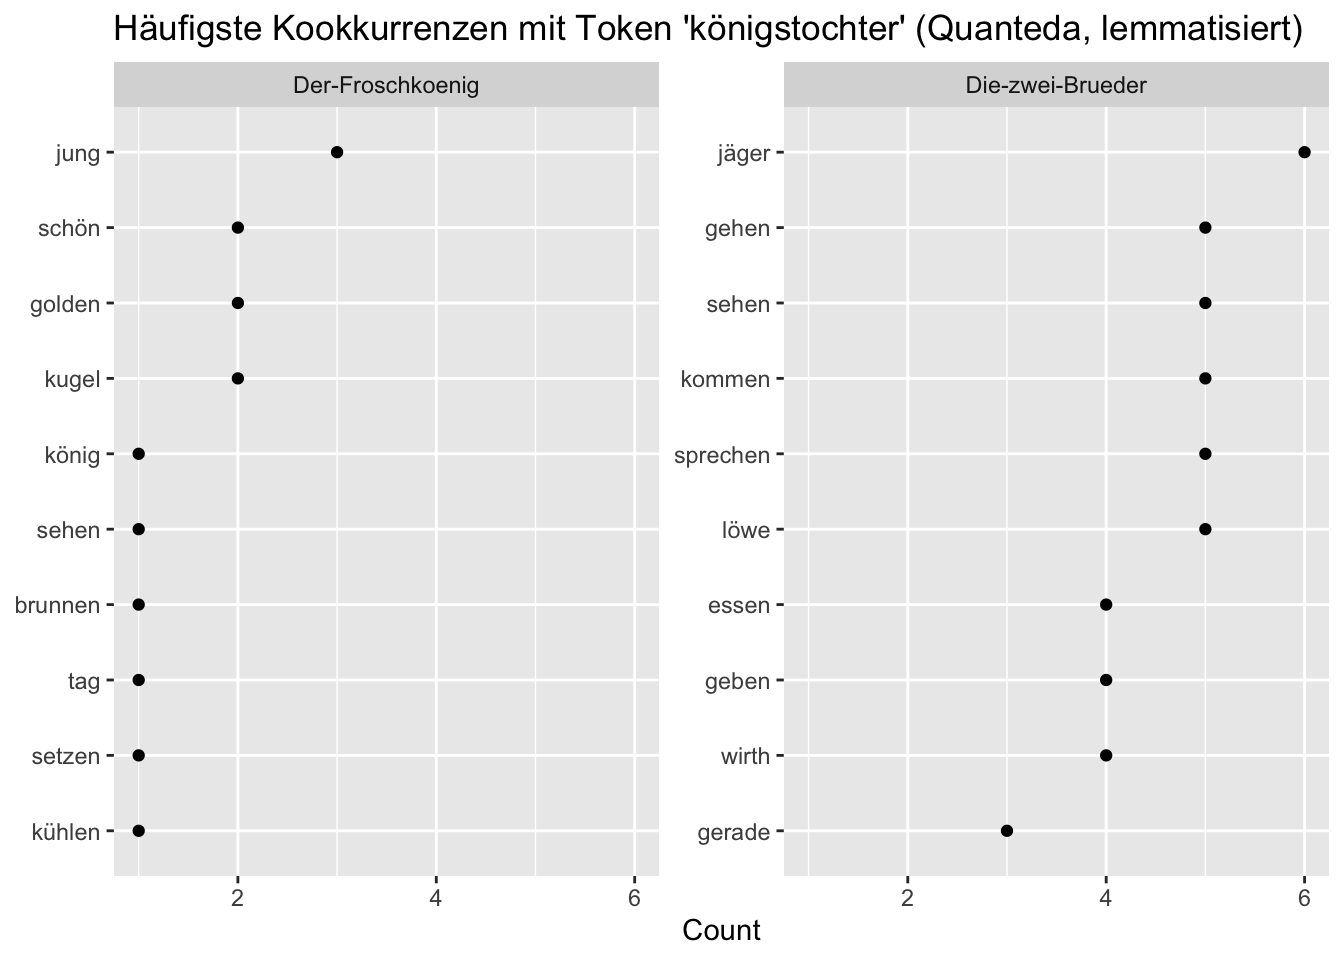 Häufigste Kookkurrenzen mit Token 'königstochter' (Quanteda, lemmatisiert)
Der-Froschkoenig
jung
schön
golden
kugel
könig
sehen
brunnen
tag
setzen
kühlen
2 4 6
Die-zwei-Brueder
jäger
gehen
sehen
kommen
sprechen
löwe
essen
geben
wirth
gerade
2 4 6
Count